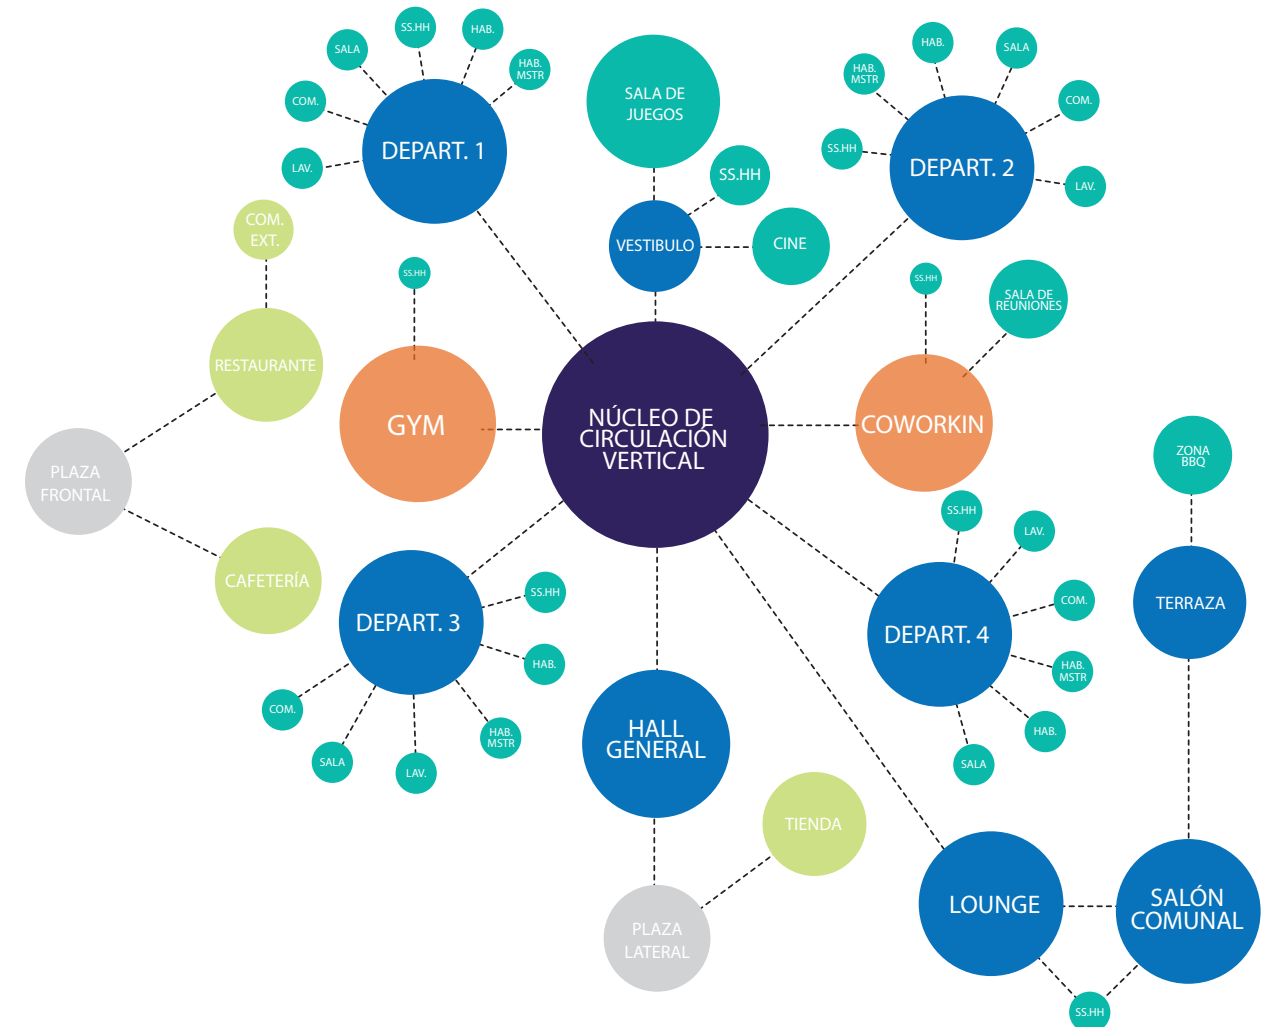 SS.HH
HAB.
SALA
HAB.
MSTR
COM.
LAV.
DEPART. 1
SALA DE
JUEGOS
SS.HH
VESTIBULO
CINE
HAB.
SALA
HAB.
MSTR
COM.
SS.HH
LAV.
DEPART. 2
COM.
EXT.
RESTAURANTE
SS.HH
GYM
NÚCLEO DE
CIRCULACIÓN
VERTICAL
SS.HH
SALA DE
REUNIONES
COWORKIN
PLAZA
FRONTAL
CAFETERÍA
ZONA
BBQ
TERRAZA
DEPART. 3
SS.HH
HAB.
HAB.
MSTR
LAV.
SALA
COM.
SS.HH
LAV.
COM.
DEPART. 4
HAB.
MSTR
HAB.
SALA
HALL
GENERAL
TIENDA
PLAZA
LATERAL
LOUNGE
SALÓN
COMUNAL
SS.HH